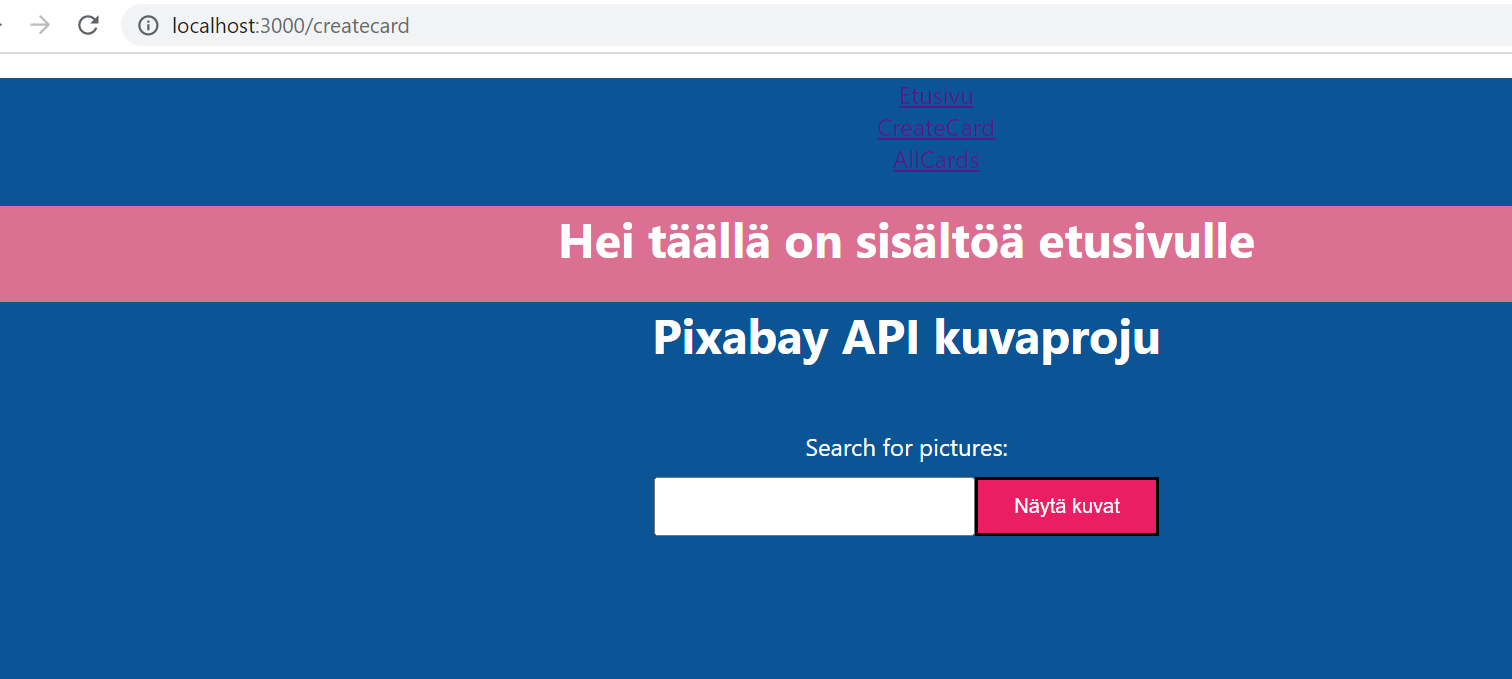 localhost:3000/createcard
Etusivu
CreateCard
AllCards
Hei täällä on sisältöä etusivulle
Pixabay API kuvaproju
Search for pictures:
Näytä kuvat